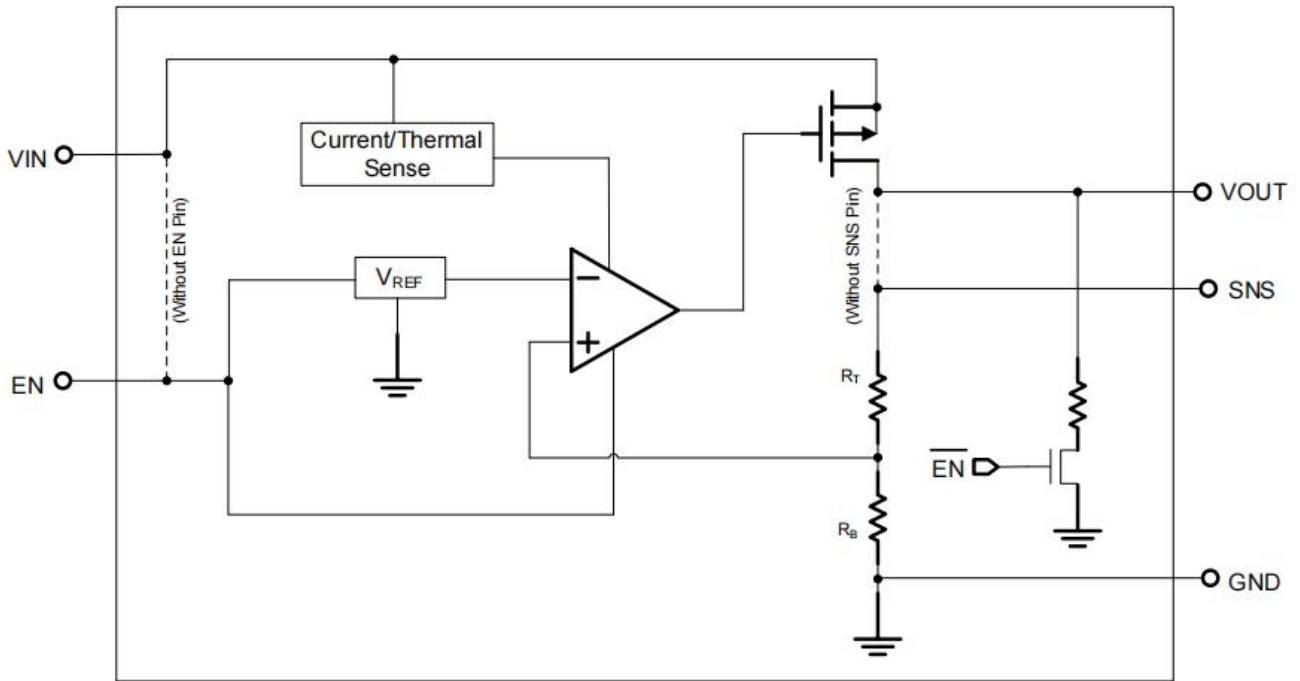 Current/Thermal
Sense
VIN
(Without EN Pin)
(Without SNS Pin)
VOUT
VREF
SNS
EN
RT
EN
RB
GND